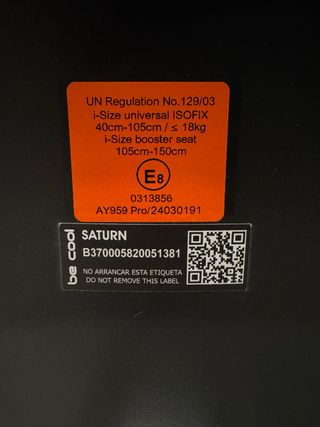 UN Regulation No.129/03
i-Size universal ISOFIX
40cm-105cm / ≤ 18kg
i-Size booster seat
105cm-150cm
E8
0313856
AY959 Pro/24030191
be cool
SATURN
B370005820051381
NO ARRANCAR ESTA ETIQUETA
DO NOT REMOVE THIS LABEL